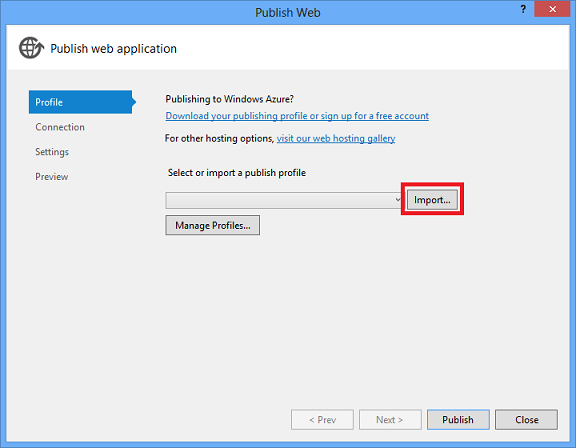 Publish Web
?
Publish web application
Profile
Connection
Settings
Preview
Publishing to Windows Azure?
Download your publishing profile or sign up for a free account
For other hosting options, visit our web hosting gallery
Select or import a publish profile
Import...
Manage Profiles...
< Prev
Next >
Publish
Close